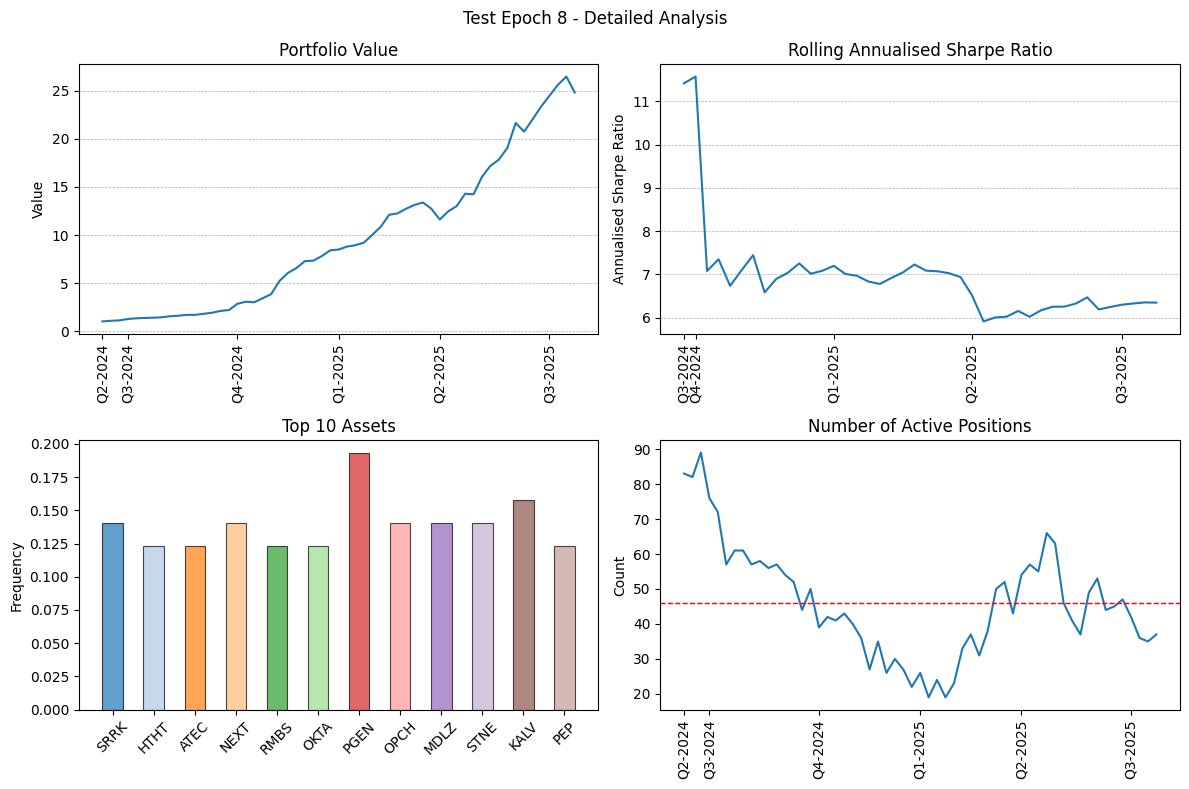 Test Epoch 8 - Detailed Analysis
Portfolio Value
Value
25
20
15
10
5
0
Q2-2024
Q3-2024
Q4-2024
Q1-2025
Q2-2025
Q3-2025
Rolling Annualised Sharpe Ratio
Annualised Sharpe Ratio
11
10
9
8
7
6
Q3-2024
Q4-2024
Q1-2025
Q2-2025
Q3-2025
Top 10 Assets
Frequency
0.200
0.175
0.150
0.125
0.100
0.075
0.050
0.025
0.000
SRRK
HTHT
ATEC
NEXT
RMBS
OKTA
PGEN
OPCH
MDLZ
STNE
KALV
PEP
Number of Active Positions
Count
90
80
70
60
50
40
30
20
Q2-2024
Q3-2024
Q4-2024
Q1-2025
Q2-2025
Q3-2025